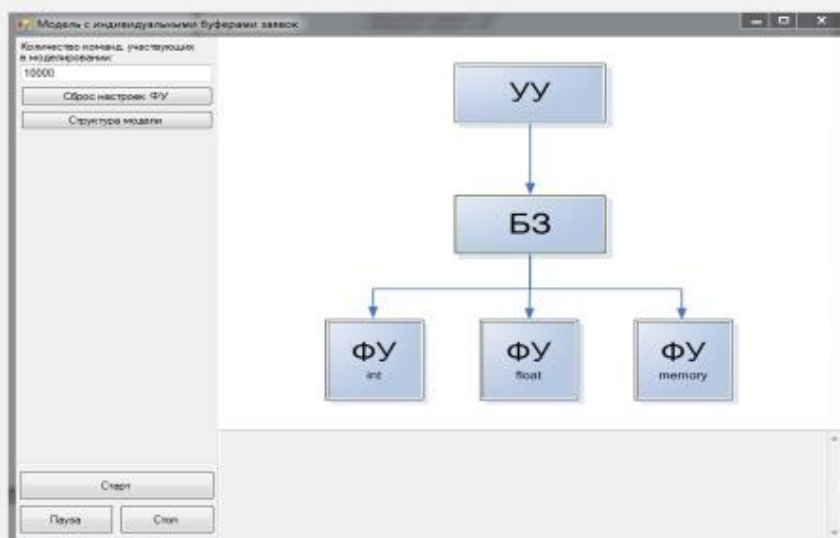 Модель с индивидуальными буферами заявок
Количество команд, участвующих
в моделировании:
10000
Сброс настроек ФУ
Структура модели
УУ
БЗ
ФУ
int
ФУ
float
ФУ
memory
Старт
Пауза
Стоп